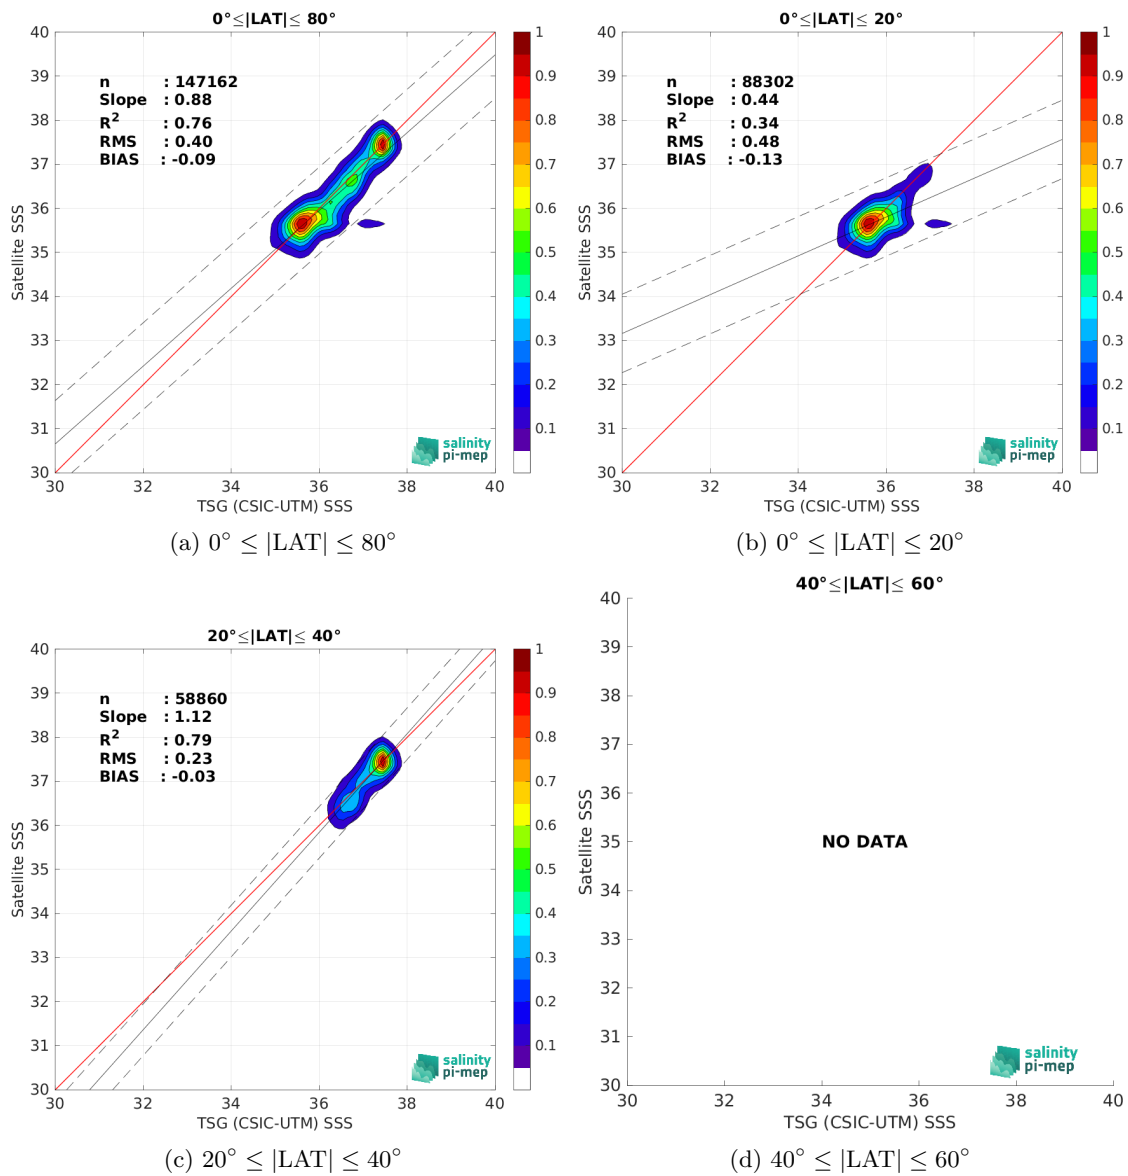 0°≤|LAT|≤ 80°
n : 147162
Slope : 0.88
R² : 0.76
RMS : 0.40
BIAS : -0.09
40
39
38
37
36
35
34
33
32
31
30
Satellite SSS
30 32 34 36 38 40
TSG (CSIC-UTM) SSS
1
0.9
0.8
0.7
0.6
0.5
0.4
0.3
0.2
0.1
salinity
pi-mep
(a) 0° ≤ |LAT| ≤ 80°
0°≤|LAT|≤ 20°
n : 88302
Slope : 0.44
R² : 0.34
RMS : 0.48
BIAS : -0.13
40
39
38
37
36
35
34
33
32
31
30
Satellite SSS
30 32 34 36 38 40
TSG (CSIC-UTM) SSS
1
0.9
0.8
0.7
0.6
0.5
0.4
0.3
0.2
0.1
salinity
pi-mep
(b) 0° ≤ |LAT| ≤ 20°
20°≤|LAT|≤ 40°
n : 58860
Slope : 1.12
R² : 0.79
RMS : 0.23
BIAS : -0.03
40
39
38
37
36
35
34
33
32
31
30
Satellite SSS
30 32 34 36 38 40
TSG (CSIC-UTM) SSS
1
0.9
0.8
0.7
0.6
0.5
0.4
0.3
0.2
0.1
salinity
pi-mep
(c) 20° ≤ |LAT| ≤ 40°
40°≤|LAT|≤ 60°
40
39
38
37
36
35
34
33
32
31
30
Satellite SSS
NO DATA
30 32 34 36 38 40
TSG (CSIC-UTM) SSS
salinity
pi-mep
(d) 40° ≤ |LAT| ≤ 60°